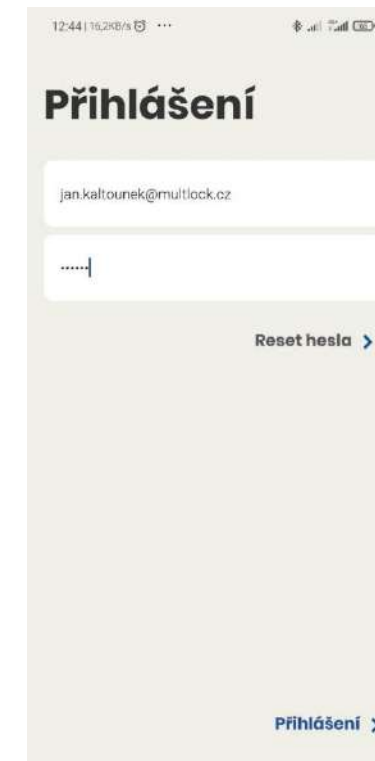 12:44 | 16,2KB/s ···
Přihlášení
jan.kaltounek@multlock.cz
······
Reset hesla
Přihlášení